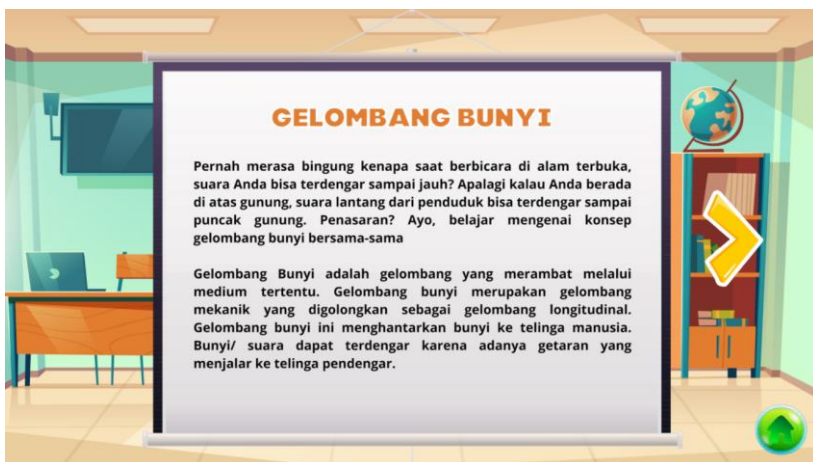 GELOMBANG BUNYI
Pernah merasa bingung kenapa saat berbicara di alam terbuka,
suara Anda bisa terdengar sampai jauh? Apalagi kalau Anda berada
di atas gunung, suara lantang dari penduduk bisa terdengar sampai
puncak gunung. Penasaran? Ayo, belajar mengenai konsep
gelombang bunyi bersama-sama
Gelombang Bunyi adalah gelombang yang merambat melalui
medium tertentu. Gelombang bunyi merupakan gelombang
mekanik yang digolongkan sebagai gelombang longitudinal.
Gelombang bunyi ini menghantarkan bunyi ke telinga manusia.
Bunyi/ suara dapat terdengar karena adanya getaran yang
menjalar ke telinga pendengar.